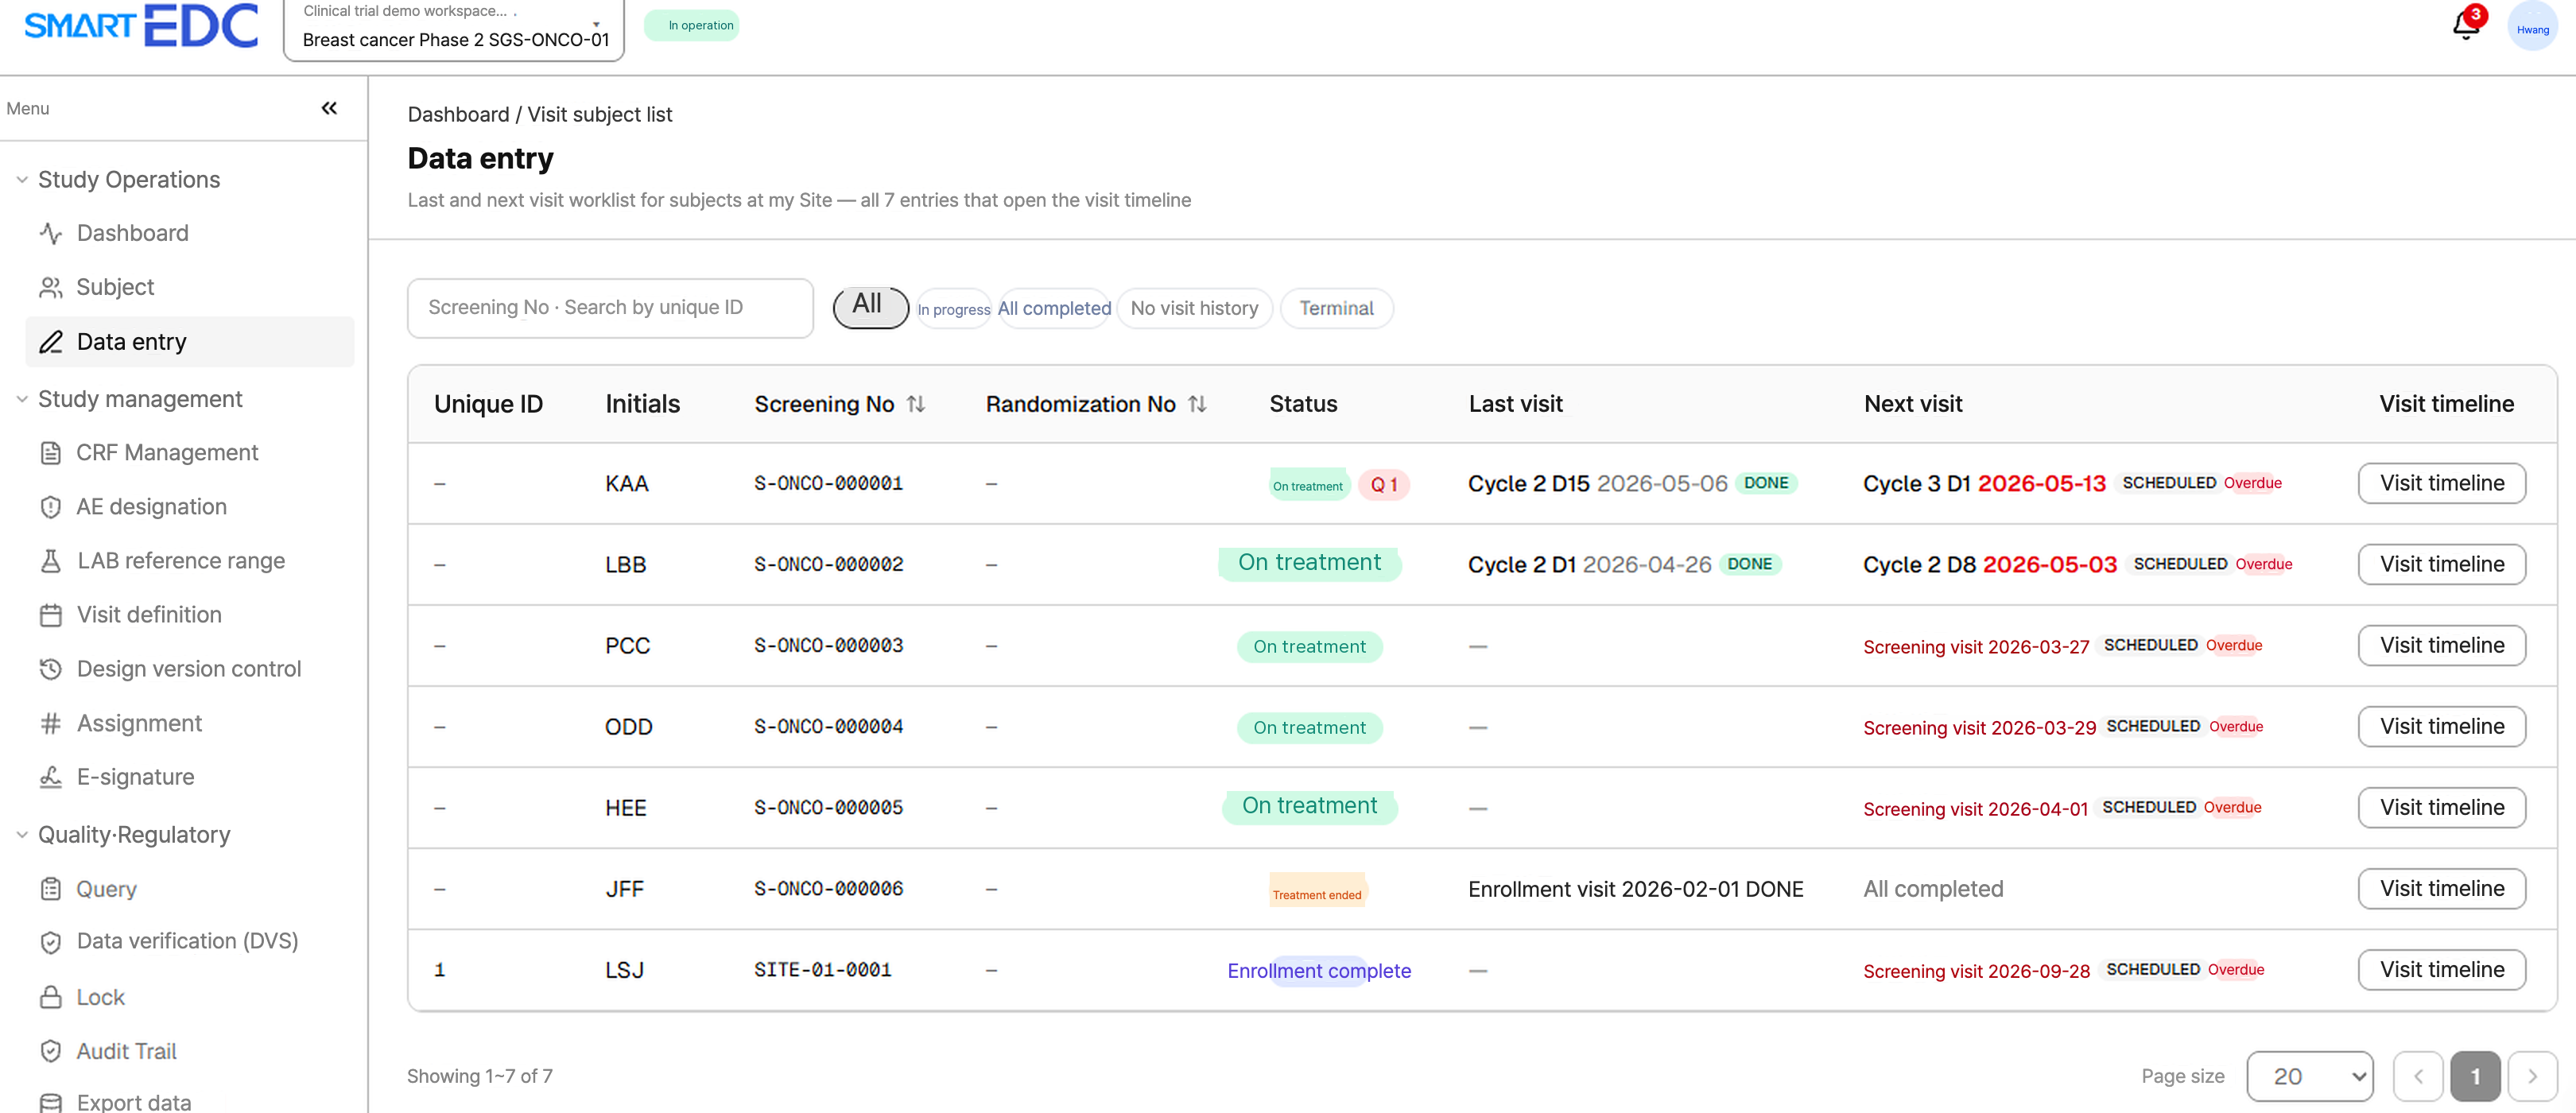 SMART EDC
Clinical trial demo workspace... .
Breast cancer Phase 2 SGS-ONCO-01
In operation
3
Hwang
Menu
Study Operations
Dashboard
Subject
Data entry
Study management
CRF Management
AE designation
LAB reference range
Visit definition
Design version control
Assignment
E-signature
Quality·Regulatory
Query
Data verification (DVS)
Lock
Audit Trail
Export data
Dashboard / Visit subject list
Data entry
Last and next visit worklist for subjects at my Site — all 7 entries that open the visit timeline
Screening No · Search by unique ID
All In progress All completed No visit history Terminal
Unique ID Initials Screening No Randomization No Status Last visit Next visit Visit timeline
– KAA S-ONCO-000001 – On treatment Q 1 Cycle 2 D15 2026-05-06 DONE Cycle 3 D1 2026-05-13 SCHEDULED Overdue Visit timeline
– LBB S-ONCO-000002 – On treatment Cycle 2 D1 2026-04-26 DONE Cycle 2 D8 2026-05-03 SCHEDULED Overdue Visit timeline
– PCC S-ONCO-000003 – On treatment — Screening visit 2026-03-27 SCHEDULED Overdue Visit timeline
– ODD S-ONCO-000004 – On treatment — Screening visit 2026-03-29 SCHEDULED Overdue Visit timeline
– HEE S-ONCO-000005 – On treatment — Screening visit 2026-04-01 SCHEDULED Overdue Visit timeline
– JFF S-ONCO-000006 – Treatment ended Enrollment visit 2026-02-01 DONE All completed Visit timeline
1 LSJ SITE-01-0001 – Enrollment complete — Screening visit 2026-09-28 SCHEDULED Overdue Visit timeline
Showing 1~7 of 7
Page size 20 1